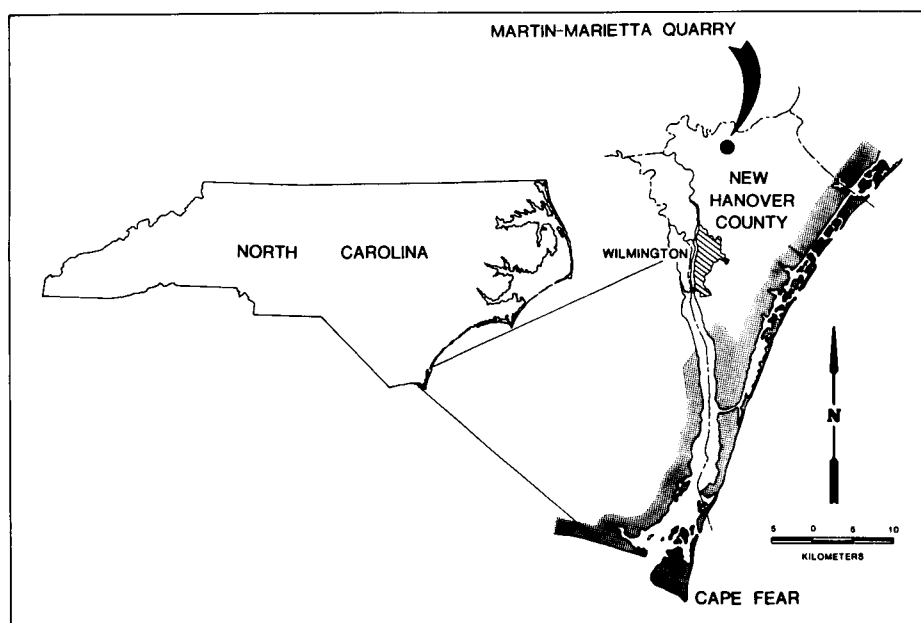 MARTIN-MARIETTA QUARRY
NEW
HANOVER
COUNTY
NORTH CAROLINA
WILMINGTON
N
5 0 5 10
KILOMETERS
CAPE FEAR